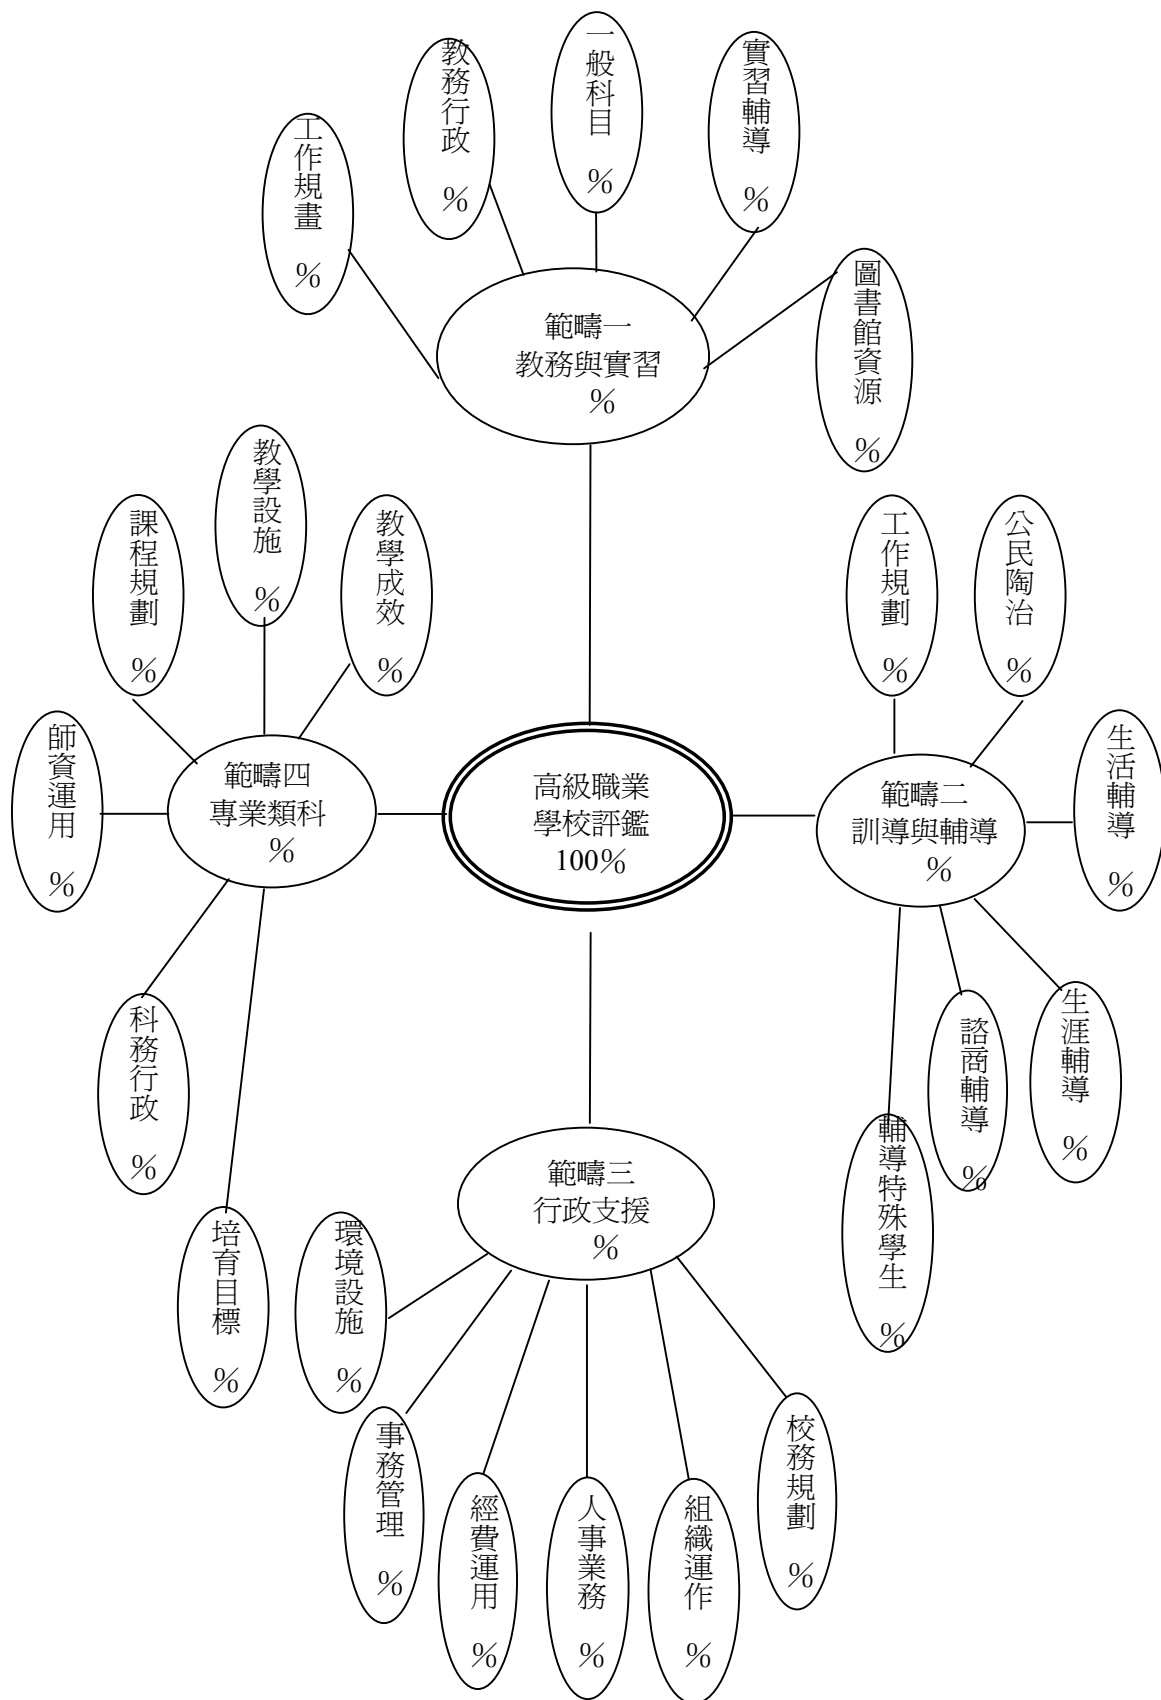 工作規畫 %
教務行政 %
一般科目 %
實習輔導 %
圖書館資源 %
範疇一
教務與實習
%
師資運用 %
課程規劃 %
教學設施 %
教學成效 %
範疇四
專業類科
%
科務行政 %
培育目標 %
高級職業
學校評鑑
100%
工作規劃 %
公民陶冶 %
生活輔導 %
範疇二
訓導與輔導
%
生涯輔導 %
諮商輔導 %
輔導特殊學生 %
範疇三
行政支援
%
環境設施 %
事務管理 %
經費運用 %
人事業務 %
組織運作 %
校務規劃 %